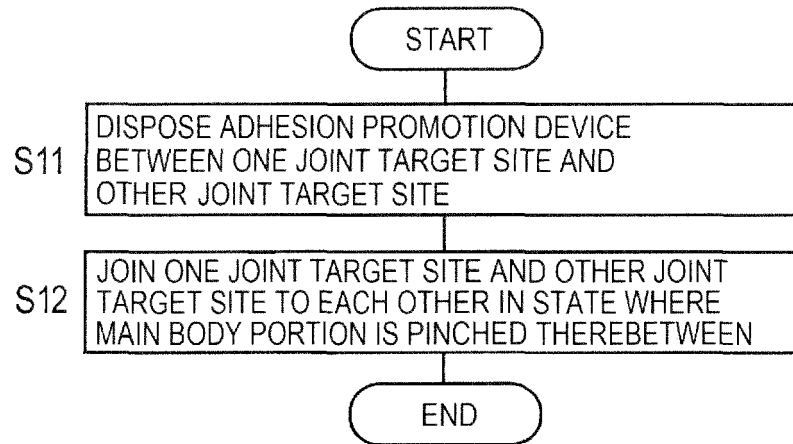 START
S11
DISPOSE ADHESION PROMOTION DEVICE
BETWEEN ONE JOINT TARGET SITE AND
OTHER JOINT TARGET SITE
S12
JOIN ONE JOINT TARGET SITE AND OTHER JOINT
TARGET SITE TO EACH OTHER IN STATE WHERE
MAIN BODY PORTION IS PINCHED THEREBETWEEN
END